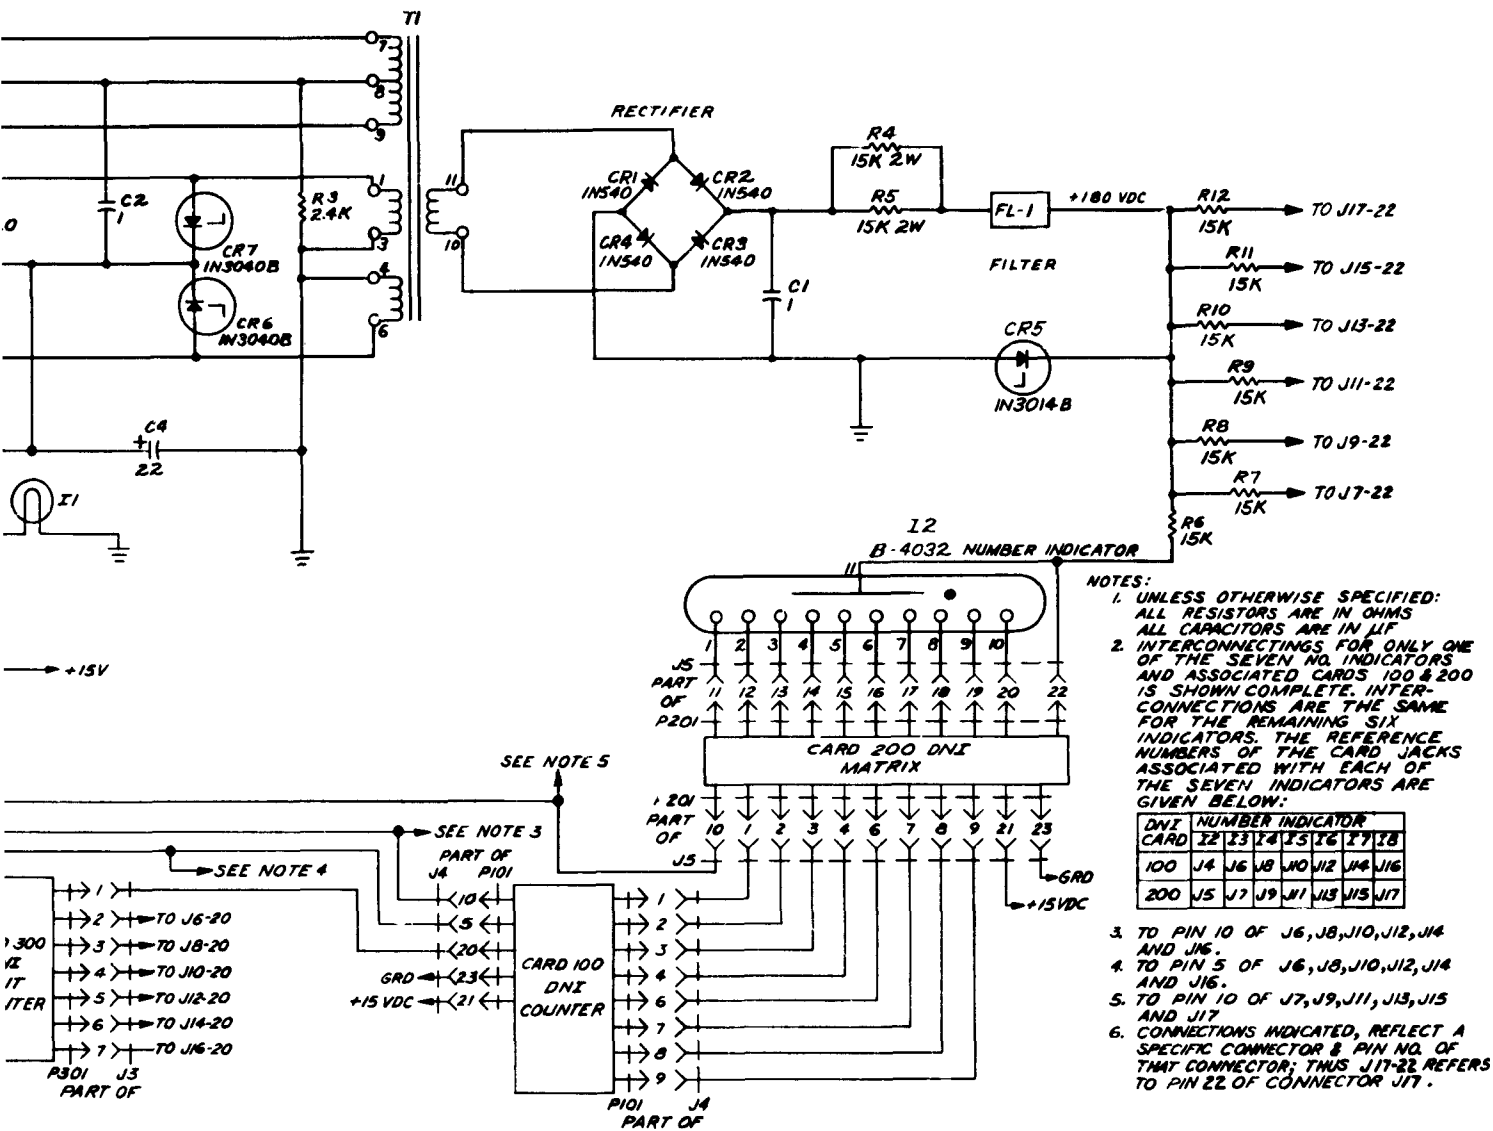 T1
7
8
9
1
3
4
6
11
10
C2
1
R3
2.4K
CR7
1N3040B
CR6
1N3040B
C4
+
22
I1
RECTIFIER
CR1
1N540
CR2
1N540
CR4
1N540
CR3
1N540
C1
1
R4
15K 2W
R5
15K 2W
FL-1
FILTER
+180 VDC
CR5
1N3014B
R12
15K
TO J17-22
R11
15K
TO J15-22
R10
15K
TO J13-22
R9
15K
TO J11-22
R8
15K
TO J9-22
R7
15K
TO J7-22
R6
15K
I2
B-4032 NUMBER INDICATOR
11
1 2 3 4 5 6 7 8 9 10
J5
PART OF
P201
11 12 13 14 15 16 17 18 19 20 22
CARD 200 DNI
MATRIX
201
PART OF
J5
10 1 2 3 4 6 7 8 9 21 23
GRD
+15VDC
+15V
SEE NOTE 5
SEE NOTE 3
SEE NOTE 4
PART OF
J4 P101
10
5
20
GRD 23
+15 VDC 21
CARD 100
DNI
COUNTER
1
2
3
4
6
7
8
9
P101 J4
PART OF
300
1
2 TO J6-20
3 TO J8-20
4 TO J10-20
5 TO J12-20
6 TO J14-20
7 TO J16-20
P301 J3
PART OF
NOTES:
1. UNLESS OTHERWISE SPECIFIED:
ALL RESISTORS ARE IN OHMS
ALL CAPACITORS ARE IN μF
2. INTERCONNECTINGS FOR ONLY ONE
OF THE SEVEN NO. INDICATORS
AND ASSOCIATED CARDS 100 & 200
IS SHOWN COMPLETE. INTER-
CONNECTIONS ARE THE SAME
FOR THE REMAINING SIX
INDICATORS. THE REFERENCE
NUMBERS OF THE CARD JACKS
ASSOCIATED WITH EACH OF
THE SEVEN INDICATORS ARE
GIVEN BELOW:
DNI CARD NUMBER INDICATOR
I2 I3 I4 I5 I6 I7 I8
100 J4 J6 J8 J10 J12 J14 J16
200 J5 J7 J9 J11 J13 J15 J17
3. TO PIN 10 OF J6, J8, J10, J12, J14
AND J16.
4. TO PIN 5 OF J6, J8, J10, J12, J14
AND J16.
5. TO PIN 10 OF J7, J9, J11, J13, J15
AND J17
6. CONNECTIONS INDICATED, REFLECT A
SPECIFIC CONNECTOR & PIN NO. OF
THAT CONNECTOR; THUS J17-22 REFERS
TO PIN 22 OF CONNECTOR J17.